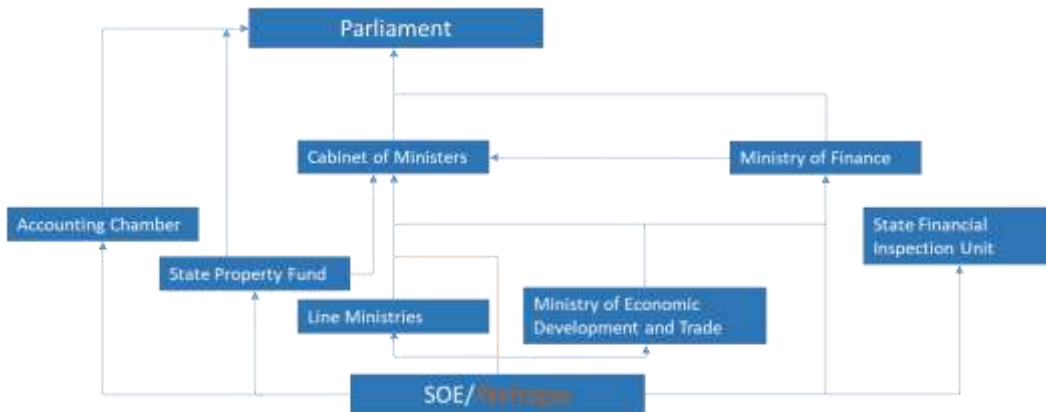 Parliament
Cabinet of Ministers
Ministry of Finance
Accounting Chamber
State Financial
Inspection Unit
State Property Fund
Line Ministries
Ministry of Economic
Development and Trade
SOE/